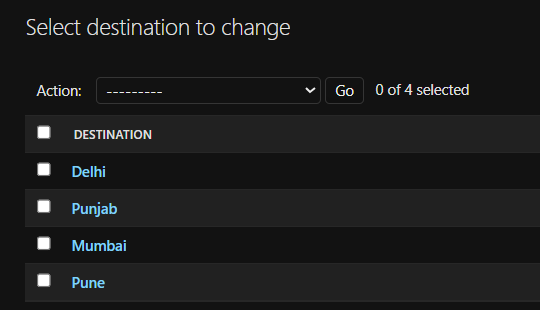 Select destination to change
Action: --------- Go 0 of 4 selected
DESTINATION
Delhi
Punjab
Mumbai
Pune